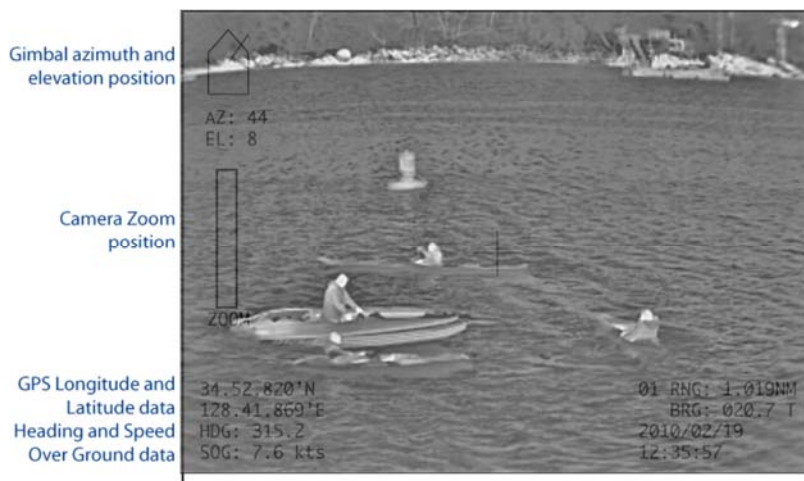 Gimbal azimuth and
elevation position
AZ: 44
EL: 8
Camera Zoom
position
ZOOM
GPS Longitude and
Latitude data
Heading and Speed
Over Ground data
34.52.820'N
128.41.869'E
HDG: 315.2
SOG: 7.6 kts
01 RNG: 1.019NM
BRG: 020.7 T
2010/02/19
12:35:57